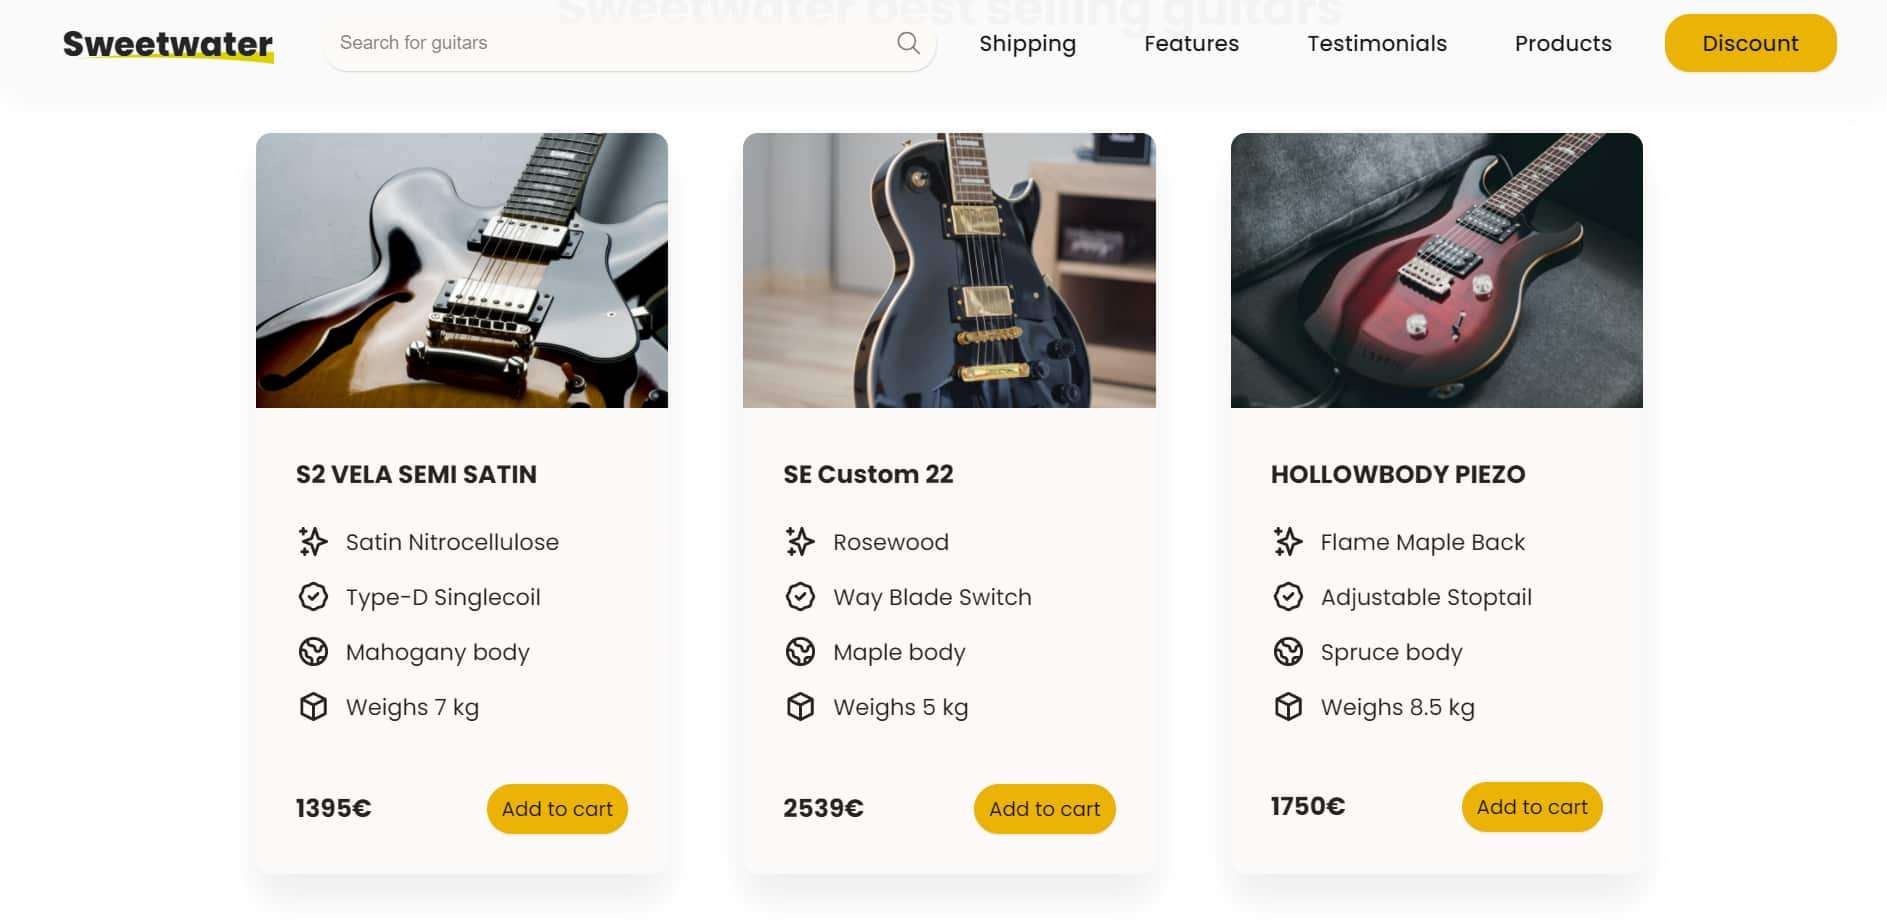 Sweetwater best selling guitars
Sweetwater
Search for guitars
Shipping
Features
Testimonials
Products
Discount
S2 VELA SEMI SATIN
Satin Nitrocellulose
Type-D Singlecoil
Mahogany body
Weighs 7 kg
1395€
Add to cart
SE Custom 22
Rosewood
Way Blade Switch
Maple body
Weighs 5 kg
2539€
Add to cart
HOLLOWBODY PIEZO
Flame Maple Back
Adjustable Stoptail
Spruce body
Weighs 8.5 kg
1750€
Add to cart